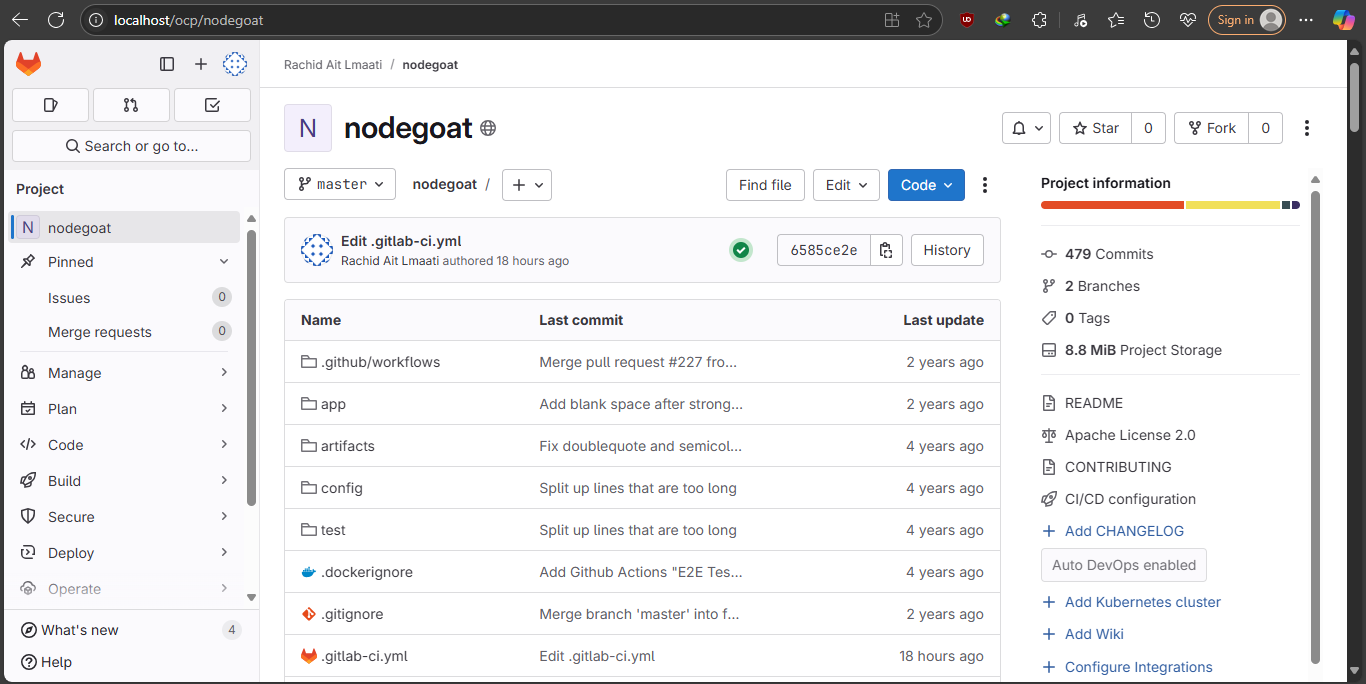 localhost/ocp/nodegoat
Sign in
Rachid Ait Lmaati / nodegoat
Search or go to...
Project
N nodegoat
Pinned
Issues 0
Merge requests 0
Manage
Plan
Code
Build
Secure
Deploy
Operate
What's new 4
Help
N nodegoat
Star 0
Fork 0
master nodegoat / Find file Edit Code
Edit .gitlab-ci.yml
Rachid Ait Lmaati authored 18 hours ago
6585ce2e History
Name Last commit Last update
.github/workflows Merge pull request #227 fro... 2 years ago
app Add blank space after strong... 2 years ago
artifacts Fix doublequote and semicol... 4 years ago
config Split up lines that are too long 4 years ago
test Split up lines that are too long 4 years ago
.dockerignore Add Github Actions "E2E Tes... 4 years ago
.gitignore Merge branch 'master' into f... 2 years ago
.gitlab-ci.yml Edit .gitlab-ci.yml 18 hours ago
Project information
479 Commits
2 Branches
0 Tags
8.8 MiB Project Storage
README
Apache License 2.0
CONTRIBUTING
CI/CD configuration
Add CHANGELOG
Auto DevOps enabled
Add Kubernetes cluster
Add Wiki
Configure Integrations